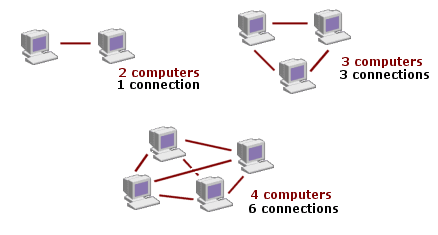 2 computers
1 connection
3 computers
3 connections
4 computers
6 connections